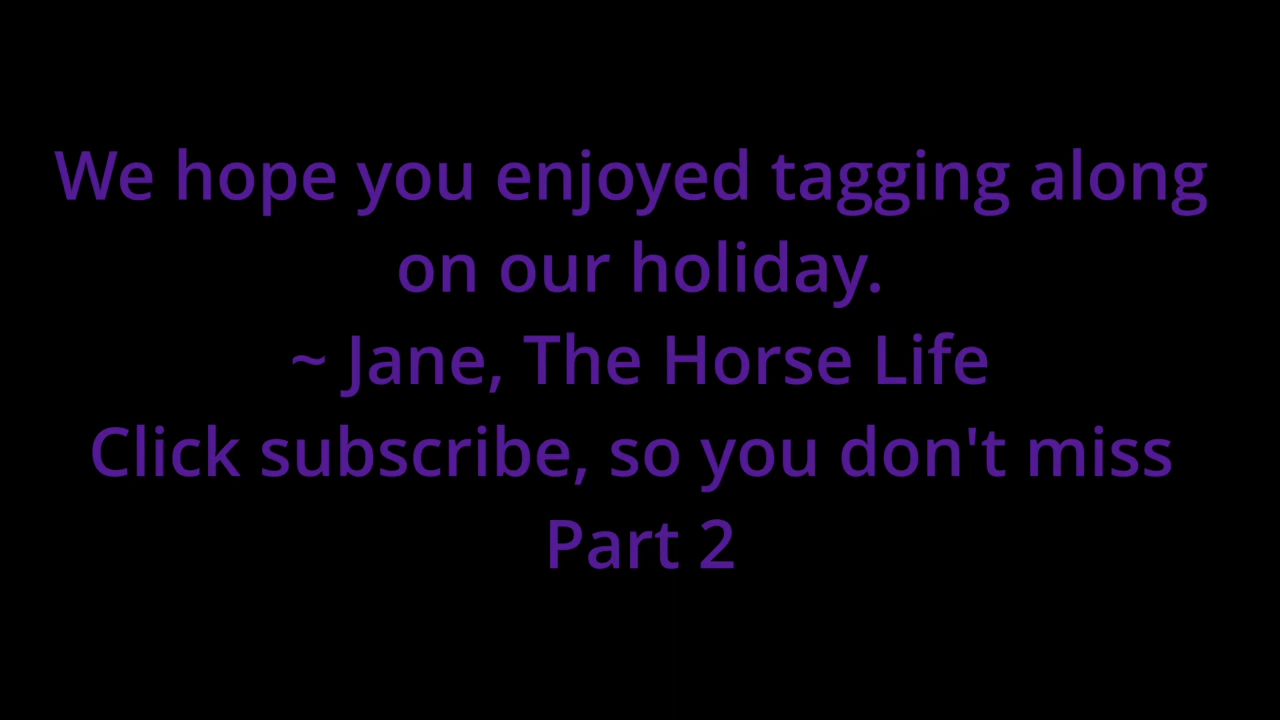 We hope you enjoyed tagging along
on our holiday.
~ Jane, The Horse Life
Click subscribe, so you don't miss
Part 2